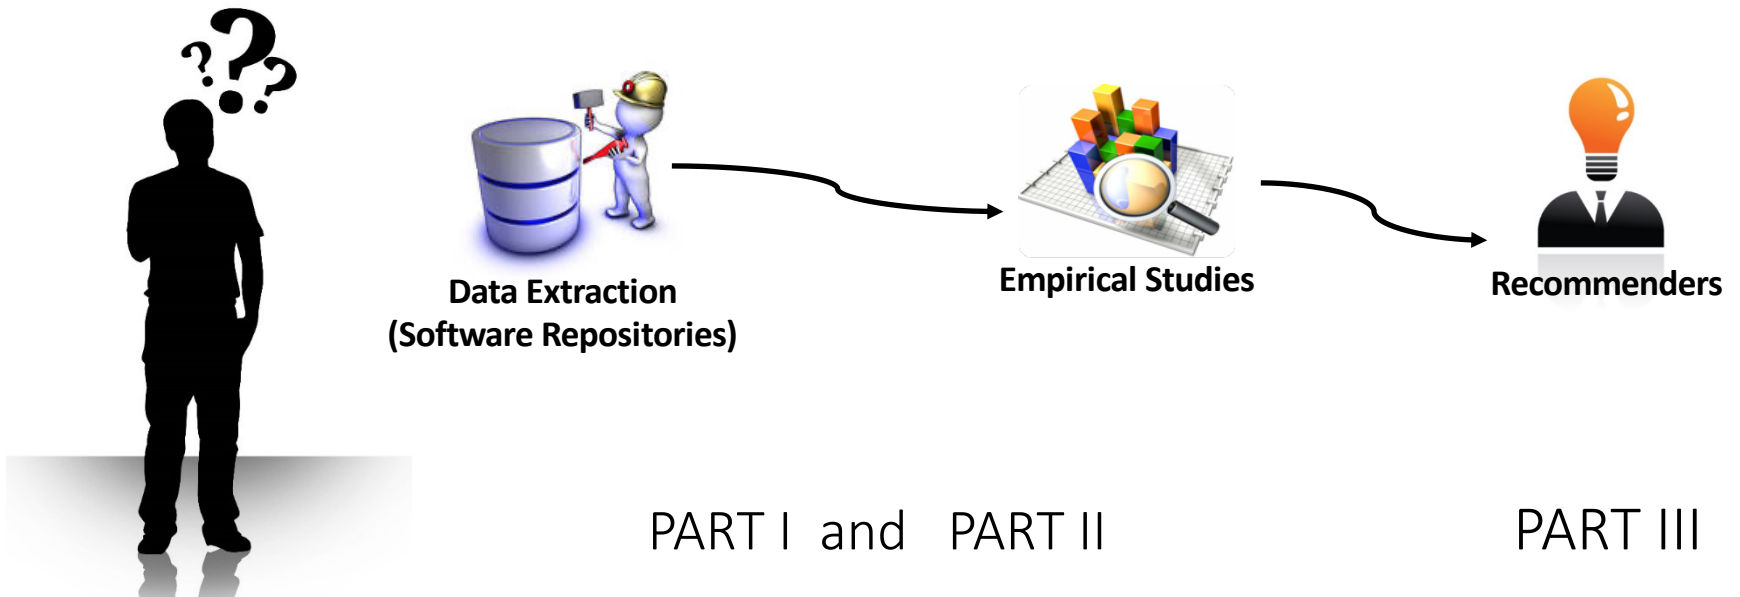 ? ? ?
Data Extraction
(Software Repositories)
Empirical Studies
Recommenders
PART I and PART II
PART III